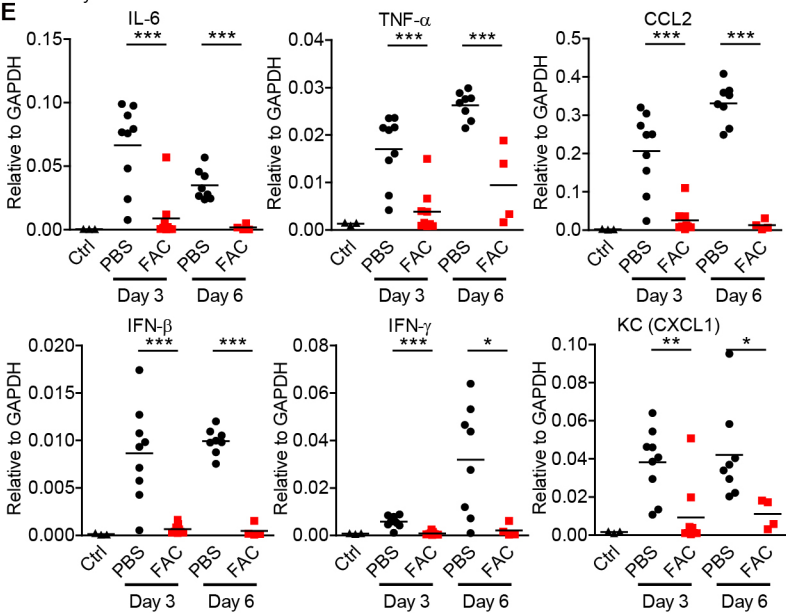 E
IL-6
Relative to GAPDH
0.15
0.10
0.05
0.00
***
***
Ctrl
PBS
FAC
PBS
FAC
Day 3
Day 6
TNF-α
Relative to GAPDH
0.04
0.03
0.02
0.01
0.00
***
***
Ctrl
PBS
FAC
PBS
FAC
Day 3
Day 6
CCL2
Relative to GAPDH
0.5
0.4
0.3
0.2
0.1
0.0
***
***
Ctrl
PBS
FAC
PBS
FAC
Day 3
Day 6
IFN-β
Relative to GAPDH
0.020
0.015
0.010
0.005
0.000
***
***
Ctrl
PBS
FAC
PBS
FAC
Day 3
Day 6
IFN-γ
Relative to GAPDH
0.08
0.06
0.04
0.02
0.00
***
*
Ctrl
PBS
FAC
PBS
FAC
Day 3
Day 6
KC (CXCL1)
Relative to GAPDH
0.10
0.08
0.06
0.04
0.02
0.00
**
*
Ctrl
PBS
FAC
PBS
FAC
Day 3
Day 6